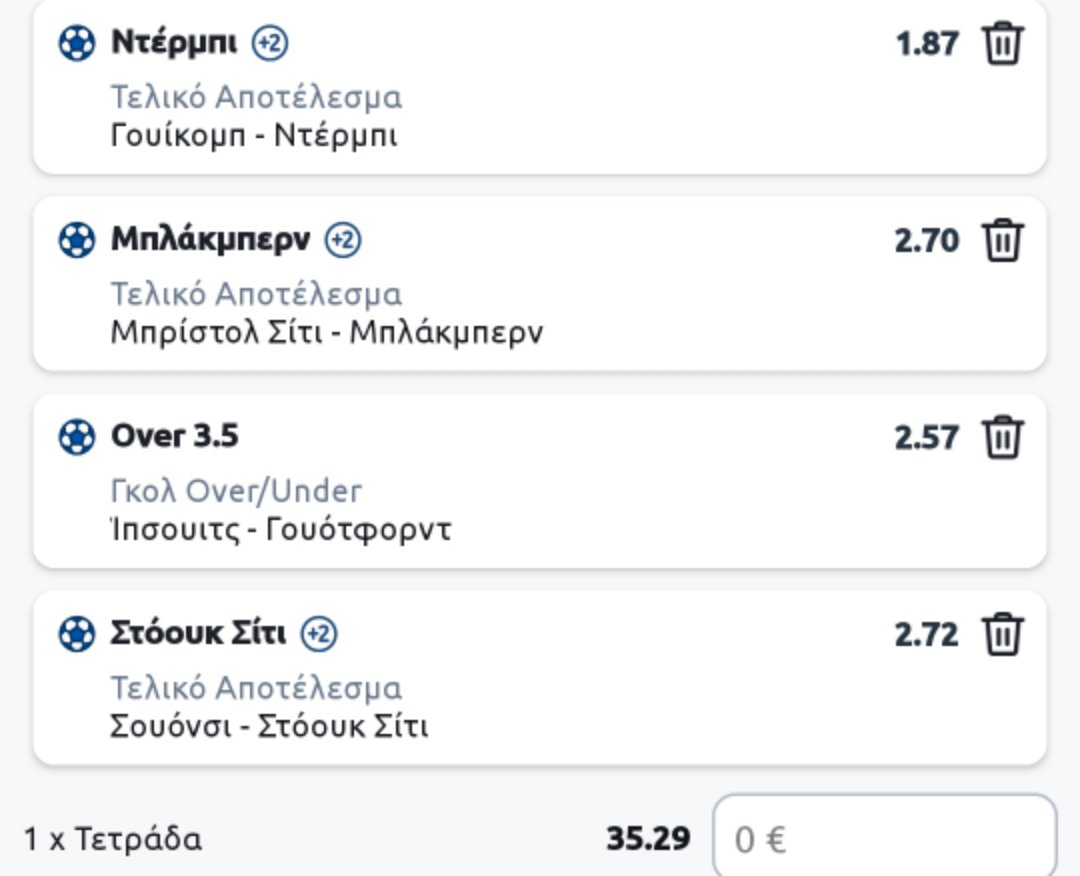 Ντέρμπι +2 1.87
Τελικό Αποτέλεσμα
Γουίκομπ - Ντέρμπι
Μπλάκμπερν +2 2.70
Τελικό Αποτέλεσμα
Μπρίστολ Σίτι - Μπλάκμπερν
Over 3.5 2.57
Γκολ Over/Under
Ίπσουιτς - Γουότφορντ
Στόουκ Σίτι +2 2.72
Τελικό Αποτέλεσμα
Σουόνσι - Στόουκ Σίτι
1 x Τετράδα 35.29 0 €